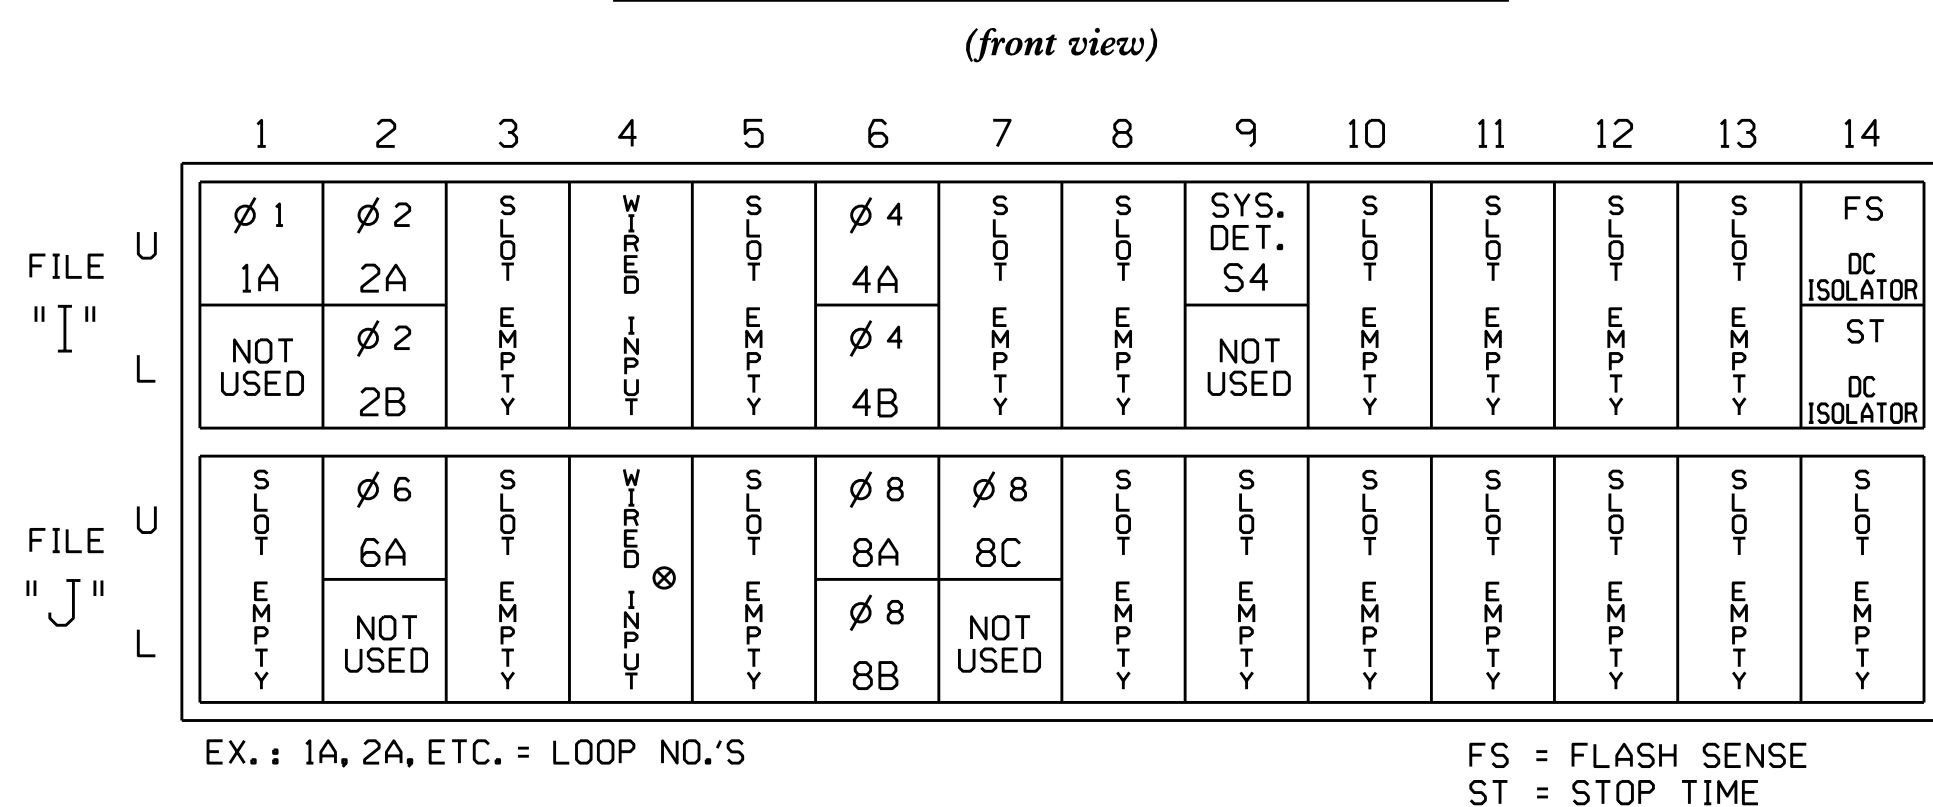 (front view)
1 2 3 4 5 6 7 8 9 10 11 12 13 14
FILE "I"
U
L
ø 1
1A
NOT
USED
ø 2
2A
ø 2
2B
SLOT EMPTY
WIRED INPUT
SLOT EMPTY
ø 4
4A
ø 4
4B
SLOT EMPTY
SLOT EMPTY
SYS.
DET.
S4
NOT
USED
SLOT EMPTY
SLOT EMPTY
SLOT EMPTY
SLOT EMPTY
FS
DC
ISOLATOR
ST
DC
ISOLATOR
FILE "J"
U
L
SLOT EMPTY
ø 6
6A
NOT
USED
SLOT EMPTY
WIRED INPUT
⊗
SLOT EMPTY
ø 8
8A
ø 8
8B
ø 8
8C
NOT
USED
SLOT EMPTY
SLOT EMPTY
SLOT EMPTY
SLOT EMPTY
SLOT EMPTY
SLOT EMPTY
SLOT EMPTY
EX.: 1A, 2A, ETC. = LOOP NO.'S
FS = FLASH SENSE
ST = STOP TIME